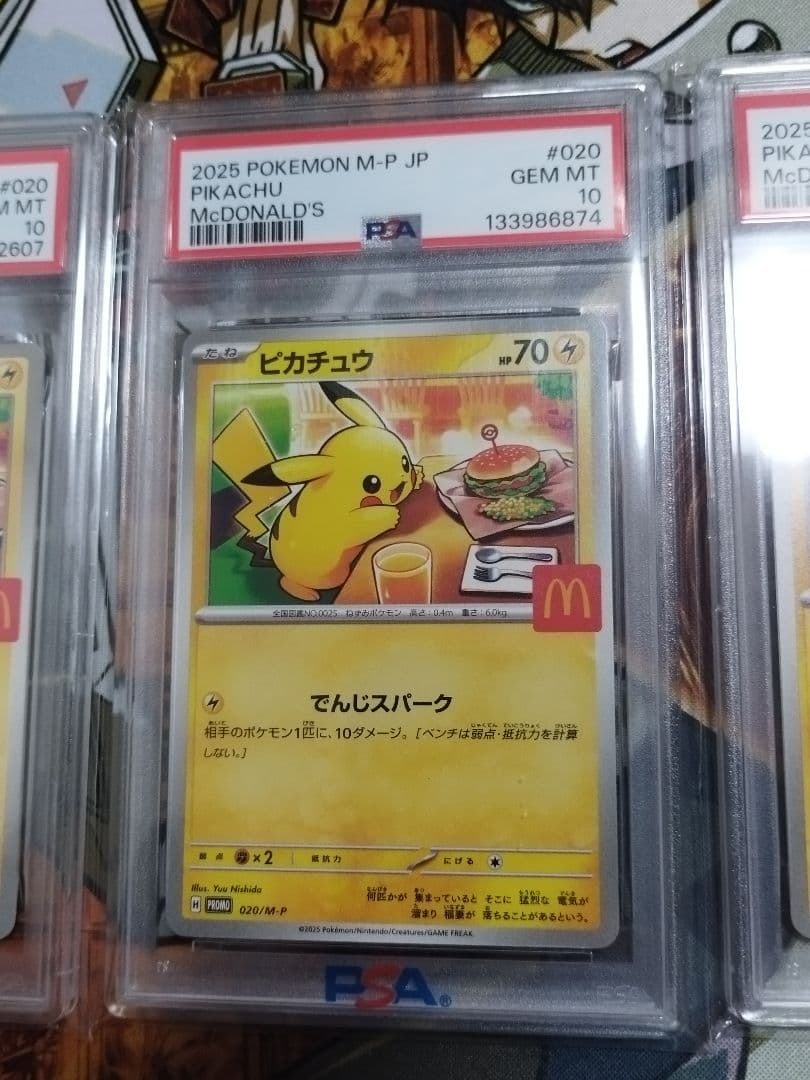 #020
M MT
10
2607
2025 POKEMON M-P JP
PIKACHU
McDONALD'S
#020
GEM MT
10
133986874
PSA
2025
PIKA
McD
たね
ピカチュウ
HP 70
全国図鑑NO.0025 ねずみポケモン 高さ:0.4m 重さ:6.0kg
でんじスパーク
相手のポケモン1匹に、10ダメージ。[ベンチは弱点・抵抗力を計算
しない。]
弱点 ×2 抵抗力 にげる
Illus. Yuu Nishida
H PROMO 020/M-P
何匹かが 集まっていると そこに 猛烈な 電気が
溜まり 稲妻が 落ちることがあるという。
©2025 Pokémon/Nintendo/Creatures/GAME FREAK.
PSA®